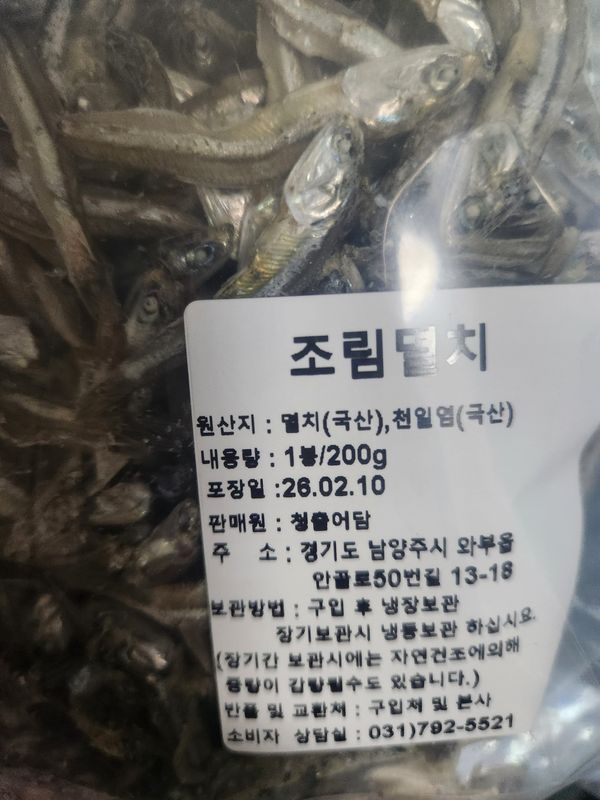 조림멸치
원산지 : 멸치(국산),천일염(국산)
내용량 : 1봉/200g
포장일 :26.02.10
판매원 : 청출어담
주 소 : 경기도 남양주시 와부읍
안골로50번길 13-18
보관방법 : 구입 후 냉장보관
장기보관시 냉동보관 하십시요.
(장기간 보관시에는 자연건조에의해
중량이 감량될수도 있습니다.)
반품 및 교환처 : 구입처 및 본사
소비자 상담실 : 031)792-5521